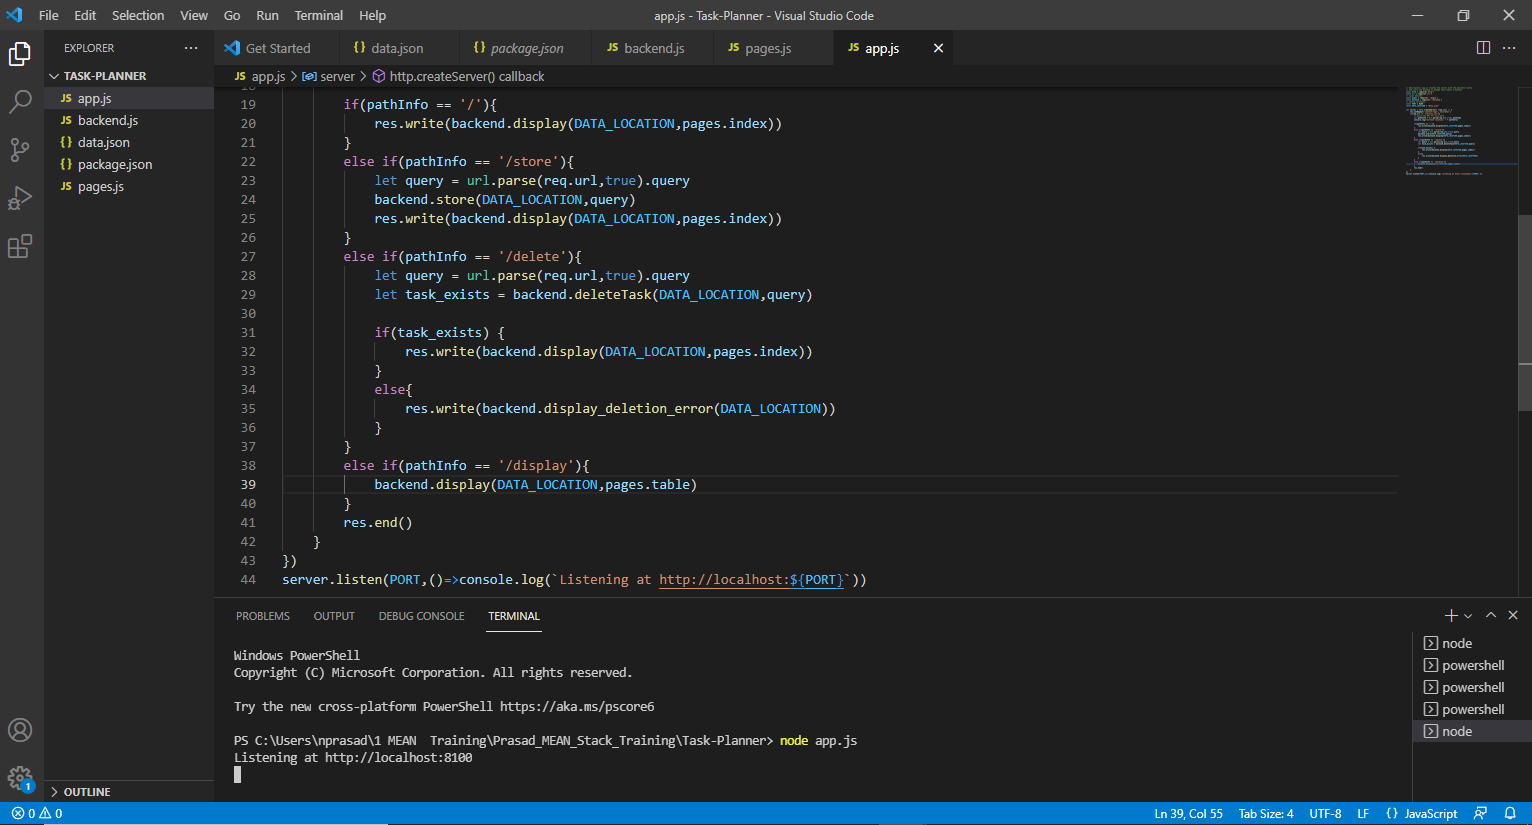 File Edit Selection View Go Run Terminal Help
app.js - Task-Planner - Visual Studio Code
EXPLORER
TASK-PLANNER
JS app.js
JS backend.js
{} data.json
{} package.json
JS pages.js
OUTLINE
Get Started
{} data.json
{} package.json
JS backend.js
JS pages.js
JS app.js
JS app.js > server > http.createServer() callback
19 if(pathInfo == '/'){
20 res.write(backend.display(DATA_LOCATION,pages.index))
21 }
22 else if(pathInfo == '/store'){
23 let query = url.parse(req.url,true).query
24 backend.store(DATA_LOCATION,query)
25 res.write(backend.display(DATA_LOCATION,pages.index))
26 }
27 else if(pathInfo == '/delete'){
28 let query = url.parse(req.url,true).query
29 let task_exists = backend.deleteTask(DATA_LOCATION,query)
30
31 if(task_exists) {
32 res.write(backend.display(DATA_LOCATION,pages.index))
33 }
34 else{
35 res.write(backend.display_deletion_error(DATA_LOCATION))
36 }
37 }
38 else if(pathInfo == '/display'){
39 backend.display(DATA_LOCATION,pages.table)
40 }
41 res.end()
42 }
43 })
44 server.listen(PORT,()=>console.log(`Listening at http://localhost:${PORT}`))
PROBLEMS OUTPUT DEBUG CONSOLE TERMINAL
Windows PowerShell
Copyright (C) Microsoft Corporation. All rights reserved.
Try the new cross-platform PowerShell https://aka.ms/pscore6
PS C:\Users\nprasad\1 MEAN  Training\Prasad_MEAN_Stack_Training\Task-Planner> node app.js
Listening at http://localhost:8100
node
powershell
powershell
powershell
node
1
0 0
Ln 39, Col 55 Tab Size: 4 UTF-8 LF {} JavaScript